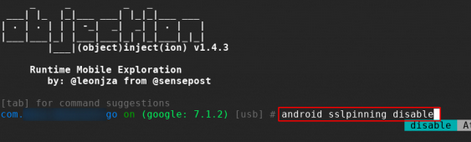 |___|(object)inject(ion) v1.4.3
Runtime Mobile Exploration
by: @leonjza from @sensepost
[tab] for command suggestions
com. go on (google: 7.1.2) [usb] # android sslpinning disable
disable